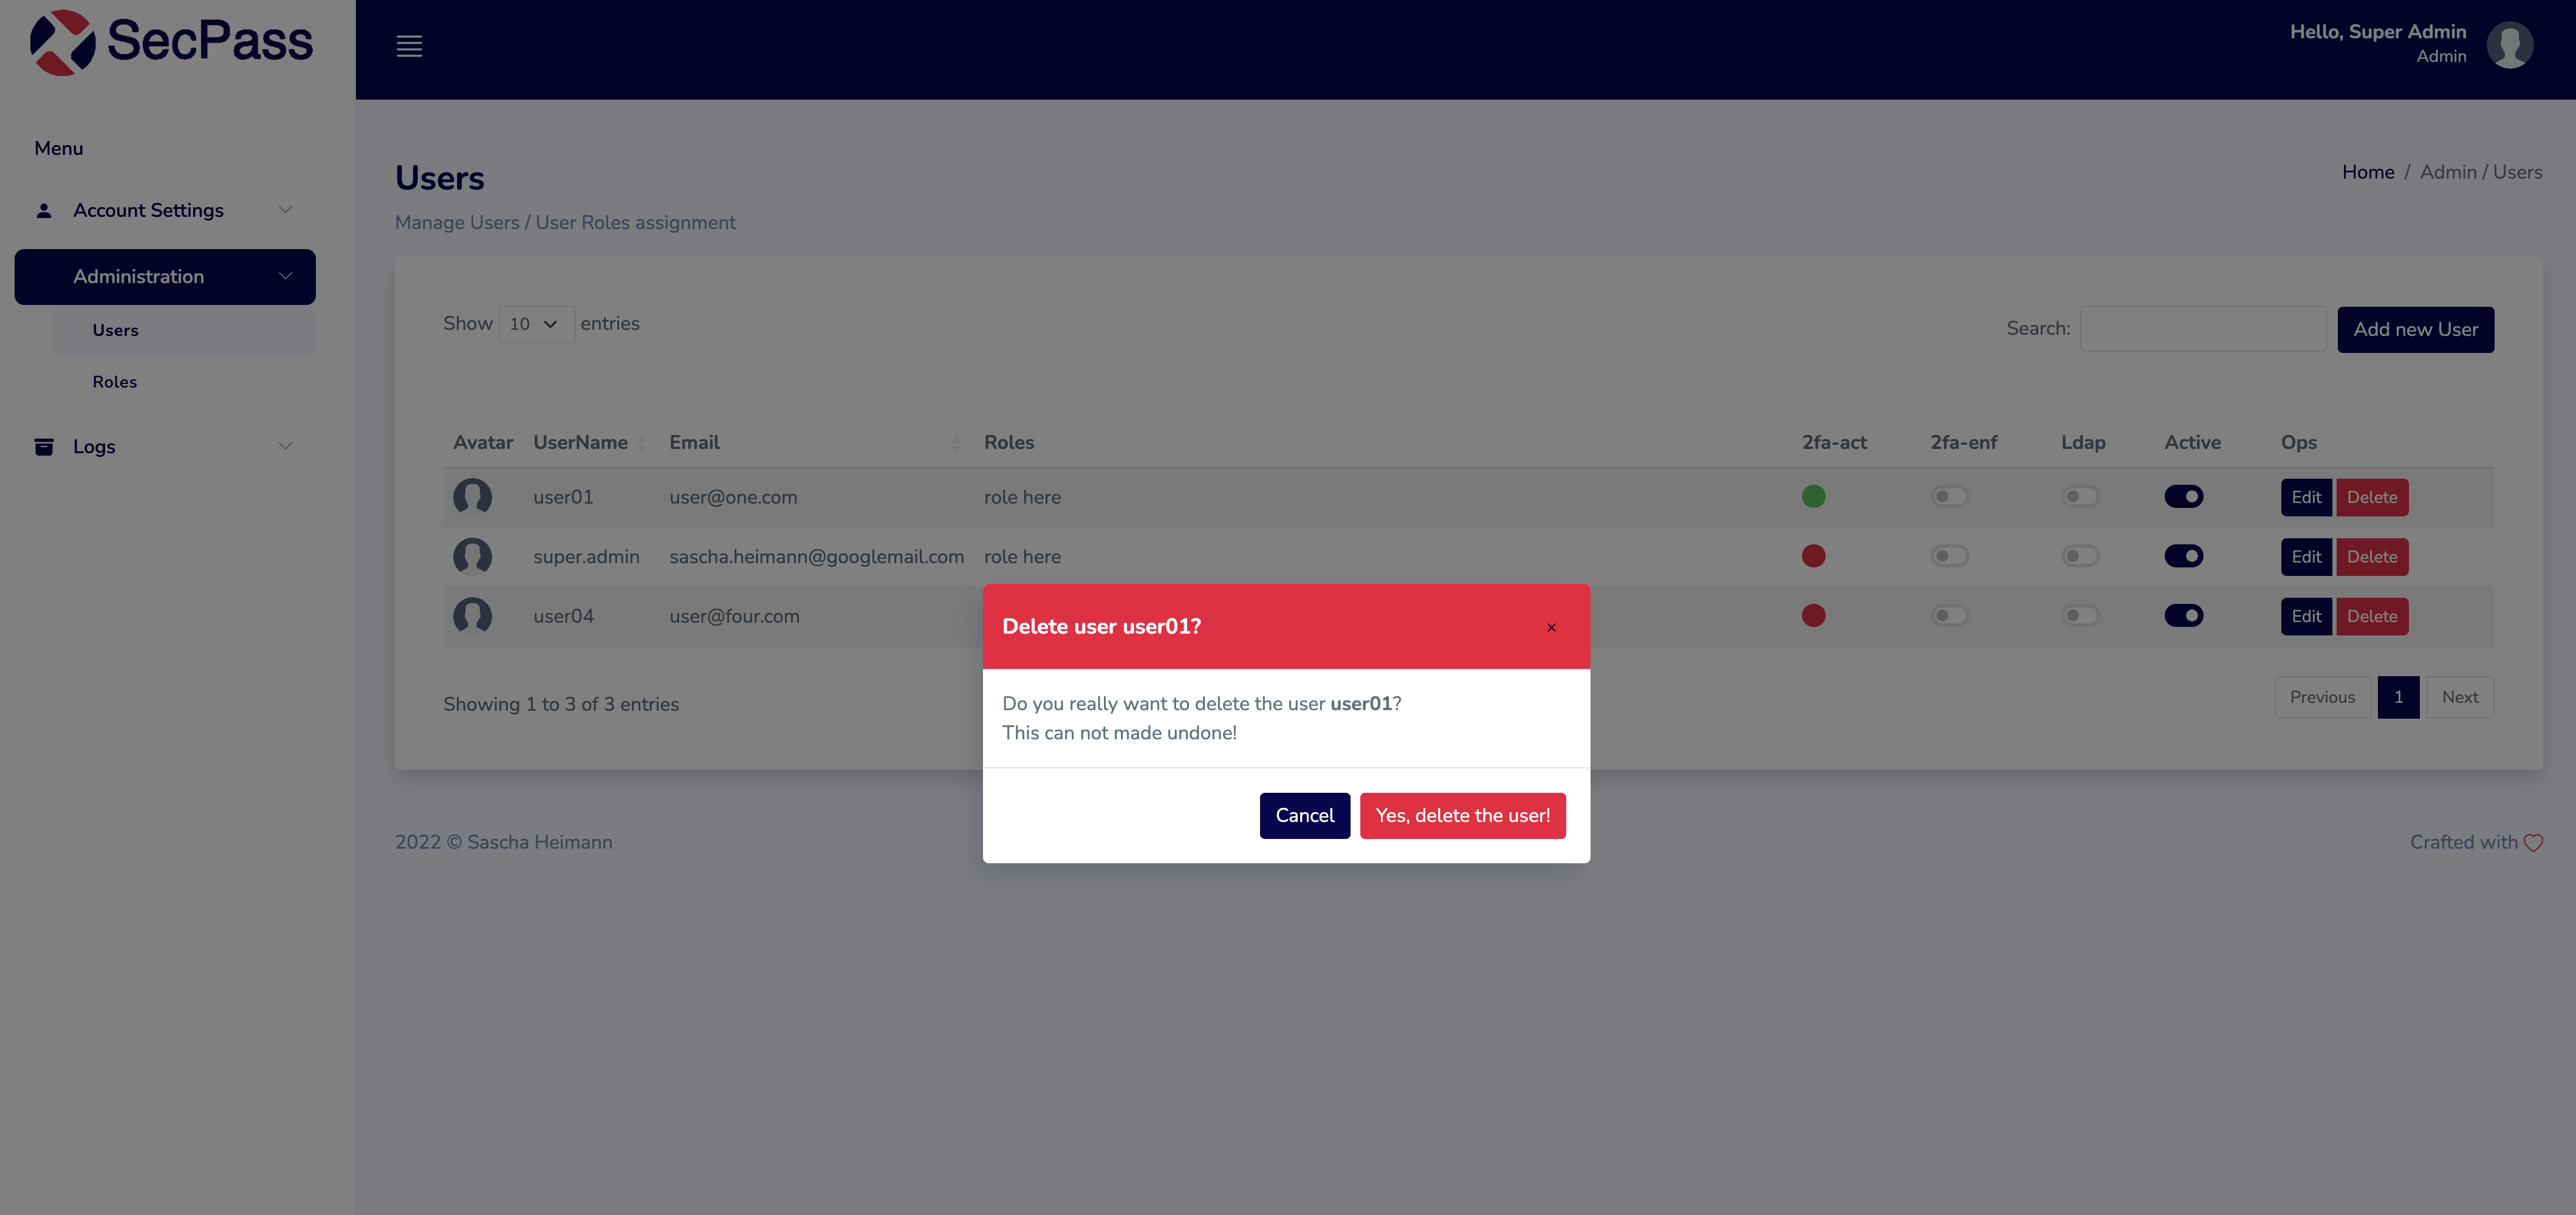 SecPass
Hello, Super Admin
Admin
Menu
Account Settings
Administration
Users
Roles
Logs
Users
Home / Admin / Users
Manage Users / User Roles assignment
Show 10 entries
Search:
Add new User
Avatar UserName Email Roles 2fa-act 2fa-enf Ldap Active Ops
user01 user@one.com role here Edit Delete
super.admin sascha.heimann@googlemail.com role here Edit Delete
user04 user@four.com Edit Delete
Showing 1 to 3 of 3 entries
Previous 1 Next
Delete user user01?
×
Do you really want to delete the user user01?
This can not made undone!
Cancel
Yes, delete the user!
2022 © Sascha Heimann
Crafted with